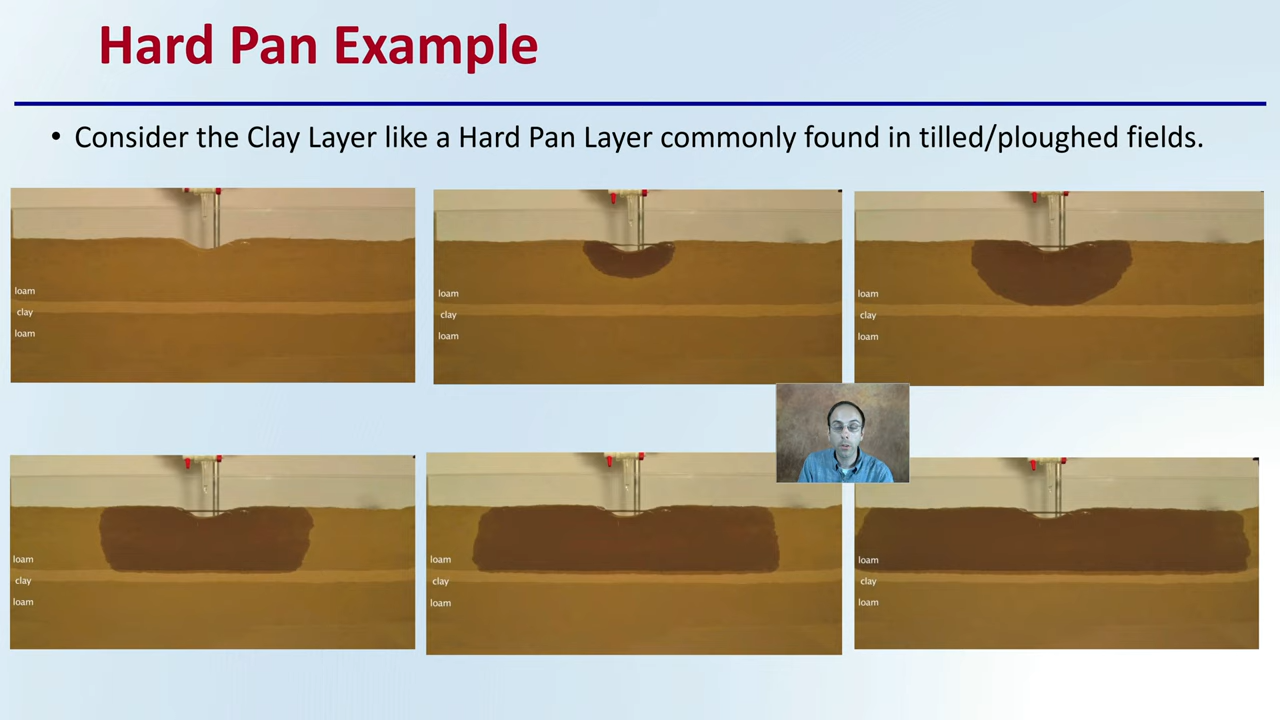 Hard Pan Example
• Consider the Clay Layer like a Hard Pan Layer commonly found in tilled/ploughed fields.
loam
clay
loam
loam
clay
loam
loam
clay
loam
loam
clay
loam
loam
clay
loam
loam
clay
loam